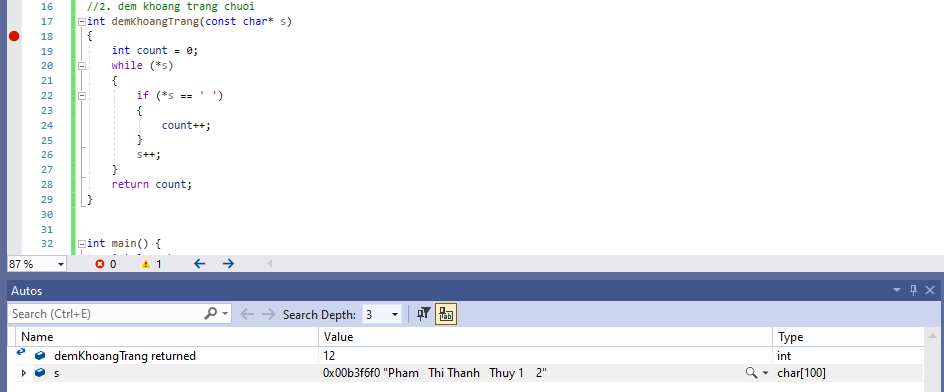 16 //2. dem khoang trang chuoi
17 int demKhoangTrang(const char* s)
18 {
19 int count = 0;
20 while (*s)
21 {
22 if (*s == ' ')
23 {
24 count++;
25 }
26 s++;
27 }
28 return count;
29 }
30
31
32 int main() {
87 % 0 1
Autos
Search (Ctrl+E) Search Depth: 3
Name Value Type
demKhoangTrang returned 12 int
s 0x00b3f6f0 "Pham   Thi Thanh   Thuy 1    2" char[100]